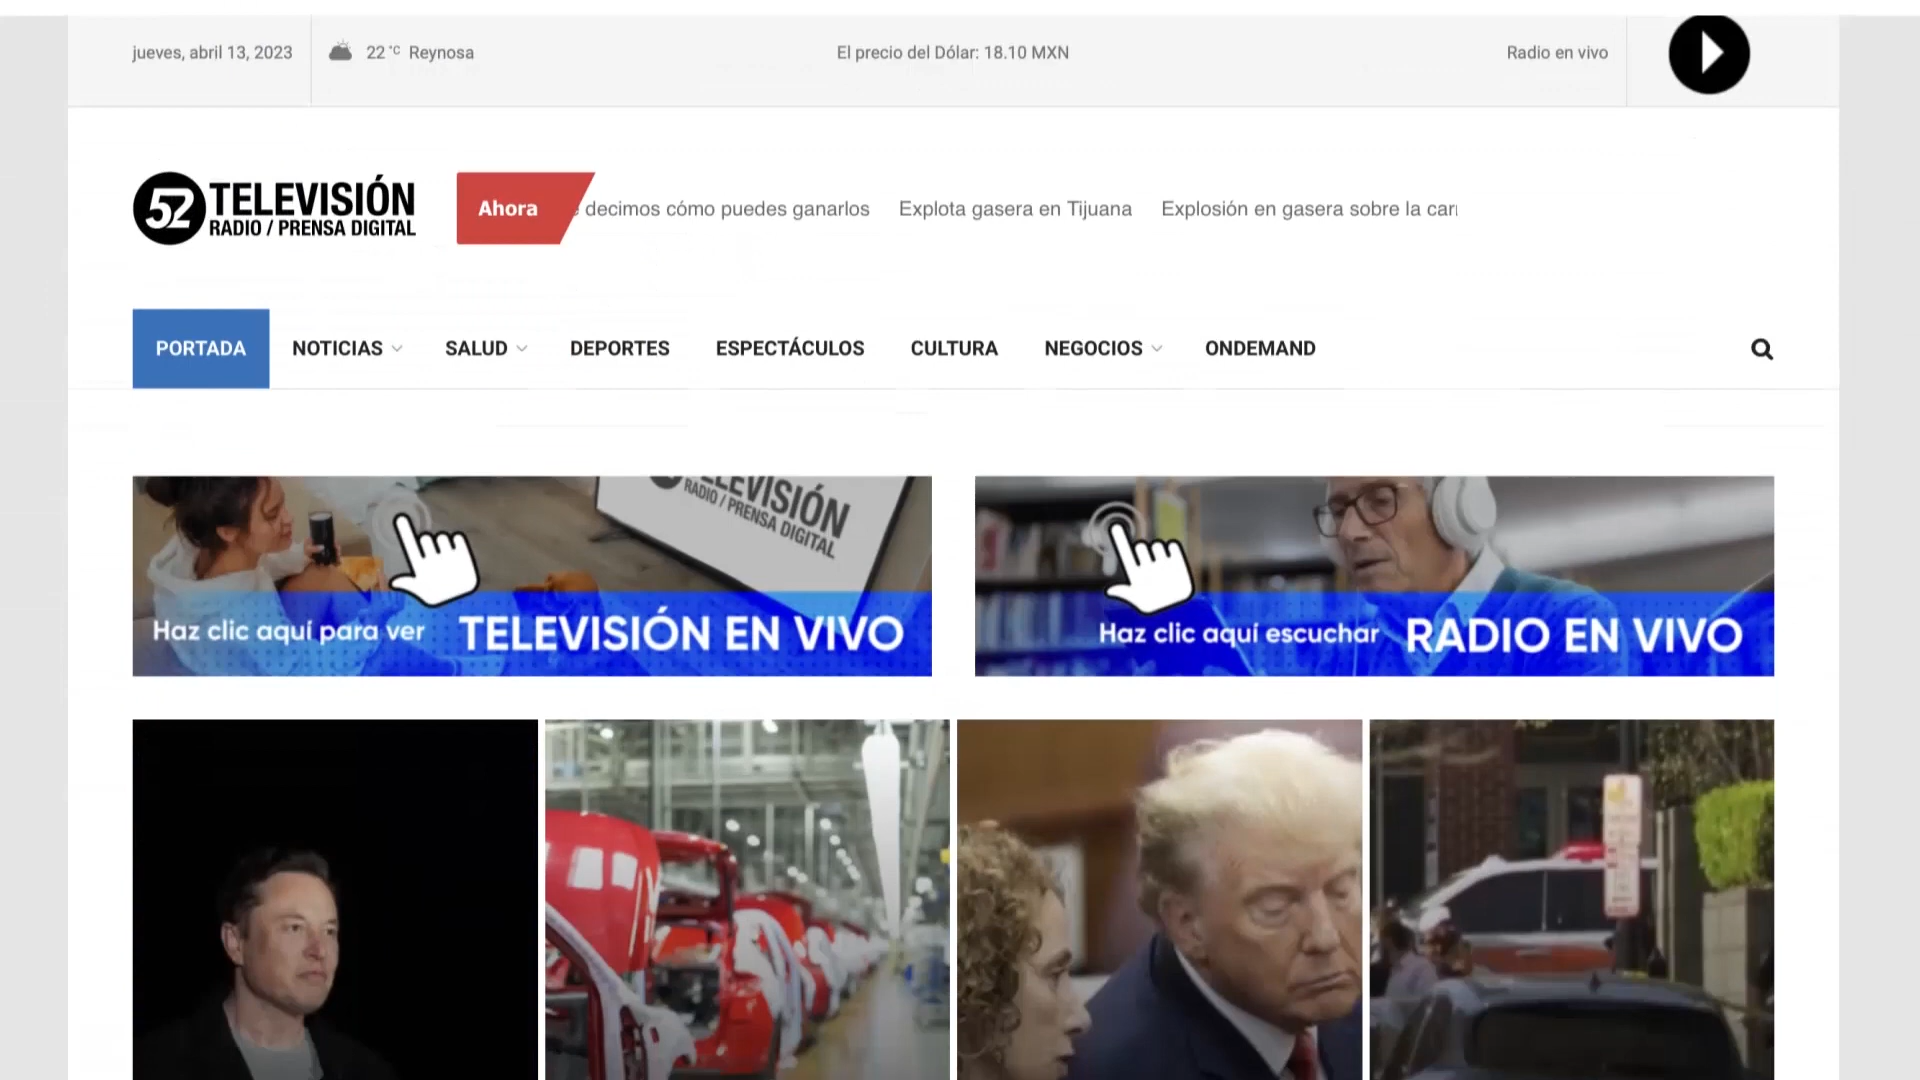 jueves, abril 13, 2023
22 °C Reynosa
El precio del Dólar: 18.10 MXN
Radio en vivo
52 TELEVISIÓN
RADIO / PRENSA DIGITAL
Ahora
decimos cómo puedes ganarlos Explota gasera en Tijuana Explosión en gasera sobre la
PORTADA NOTICIAS SALUD DEPORTES ESPECTÁCULOS CULTURA NEGOCIOS ONDEMAND
TELEVISIÓN
RADIO / PRENSA DIGITAL
Haz clic aquí para ver TELEVISIÓN EN VIVO
Haz clic aquí escuchar RADIO EN VIVO